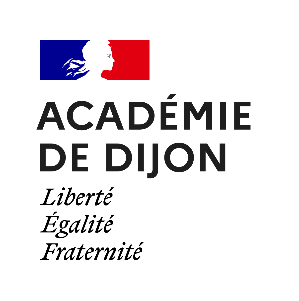 ACADÉMIE
DE DIJON
Liberté
Égalité
Fraternité